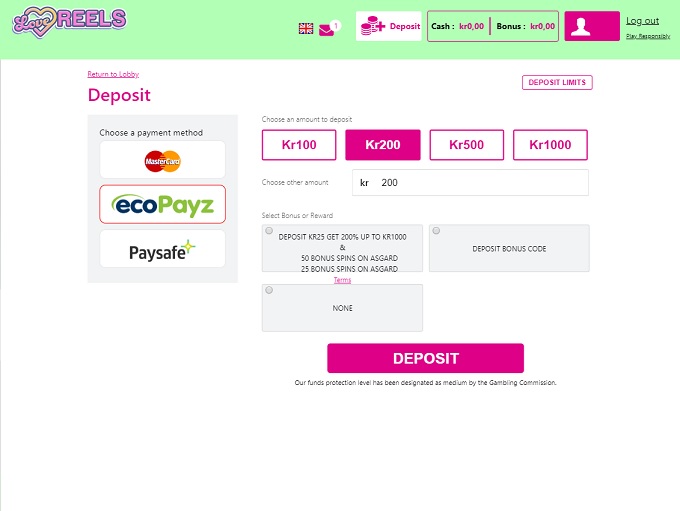 Love REELS
1
Deposit
Cash : kr0,00
Bonus : kr0,00
Log out
Play Responsibly
Return to Lobby
Deposit
DEPOSIT LIMITS
Choose a payment method
MasterCard
ecoPayz
Paysafe
Choose an amount to deposit
Kr100
Kr200
Kr500
Kr1000
Choose other amount
kr 200
Select Bonus or Reward
DEPOSIT KR25 GET 200% UP TO KR1000
&
50 BONUS SPINS ON ASGARD
25 BONUS SPINS ON ASGARD
Terms
DEPOSIT BONUS CODE
NONE
DEPOSIT
Our funds protection level has been designated as medium by the Gambling Commission.